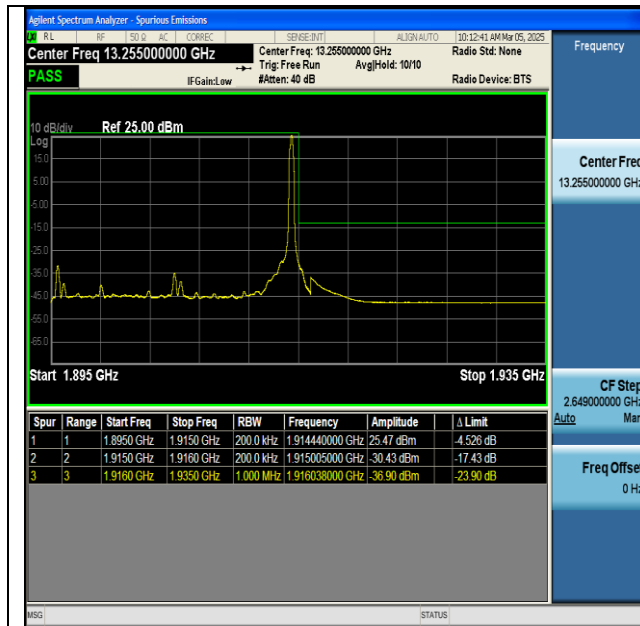 Agilent Spectrum Analyzer - Spurious Emissions
RL RF 50 Ω AC CORREC SENSE:INT ALIGN AUTO 10:12:41 AM Mar 05, 2025
Center Freq 13.255000000 GHz Center Freq: 13.255000000 GHz Radio Std: None
Trig: Free Run Avg|Hold: 10/10
PASS IFGain:Low #Atten: 40 dB Radio Device: BTS
10 dB/div Ref 25.00 dBm
Log
15.0
5.00
-5.00
-15.0
-25.0
-35.0
-45.0
-55.0
-65.0
Start 1.895 GHz Stop 1.935 GHz
Spur Range Start Freq Stop Freq RBW Frequency Amplitude Δ Limit
1 1 1.8950 GHz 1.9150 GHz 200.0 kHz 1.914440000 GHz 25.47 dBm -4.526 dB
2 2 1.9150 GHz 1.9160 GHz 200.0 kHz 1.915005000 GHz -30.43 dBm -17.43 dB
3 3 1.9160 GHz 1.9350 GHz 1.000 MHz 1.916038000 GHz -36.90 dBm -23.90 dB
MSG STATUS
Frequency
Center Freq
13.255000000 GHz
CF Step
2.649000000 GHz
Auto Man
Freq Offset
0 Hz